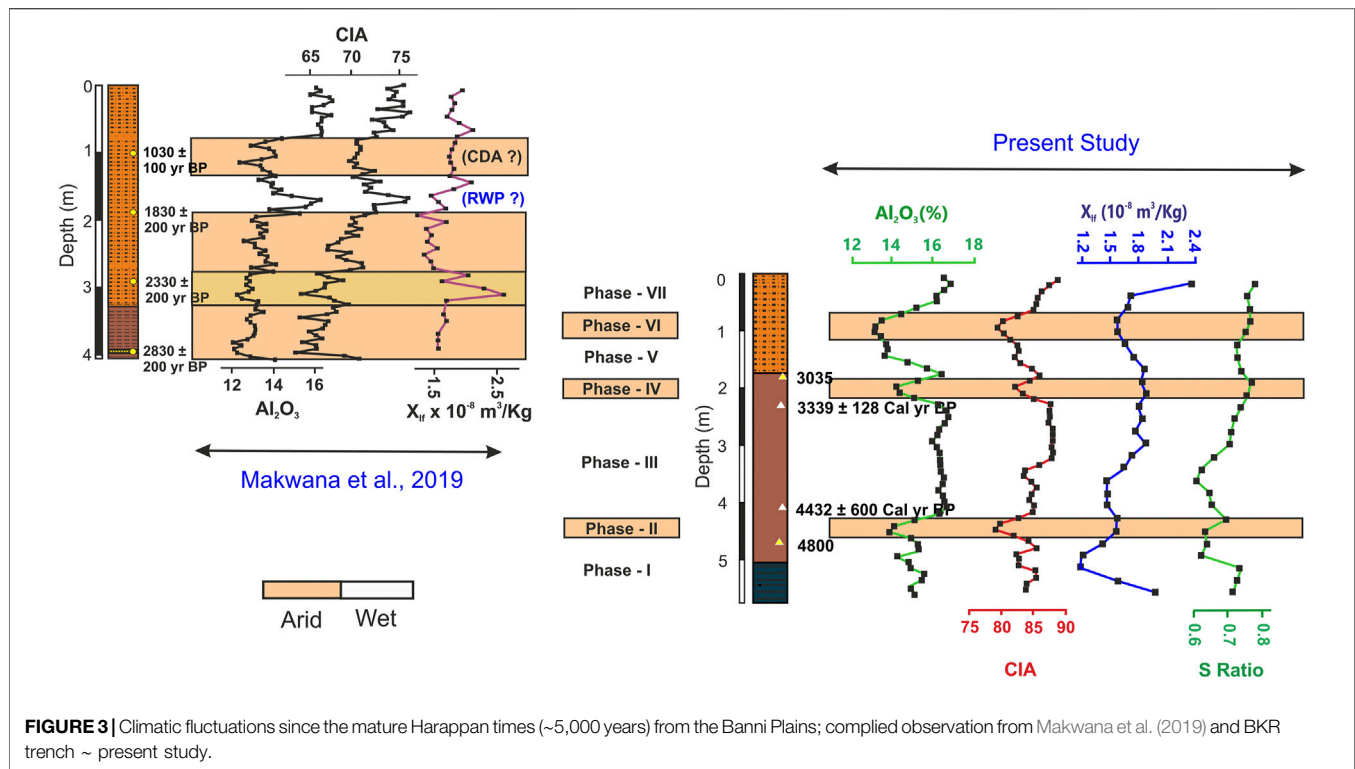 CIA
65 70 75
0
1
2
3
4
Depth (m)
1030 ±
100 yr BP
1830 ±
200 yr BP
2330 ±
200 yr BP
2830 ±
200 yr BP
(CDA ?)
(RWP ?)
12 14 16
Al₂O₃
1.5 2.5
X_lf x 10⁻⁸ m³/Kg
Makwana et al., 2019
Arid Wet
Phase - VII
Phase - VI
Phase - V
Phase - IV
Phase - III
Phase - II
Phase - I
Present Study
Al₂O₃(%)
12 14 16 18
X_lf (10⁻⁸ m³/Kg)
1.2 1.5 1.8 2.1 2.4
0
1
2
3
4
5
Depth (m)
3035
3339 ± 128 Cal yr BP
4432 ± 600 Cal yr BP
4800
75 80 85 90
CIA
0.6 0.7 0.8
S Ratio
FIGURE 3 | Climatic fluctuations since the mature Harappan times (~5,000 years) from the Banni Plains; complied observation from Makwana et al. (2019) and BKR
trench ~ present study.